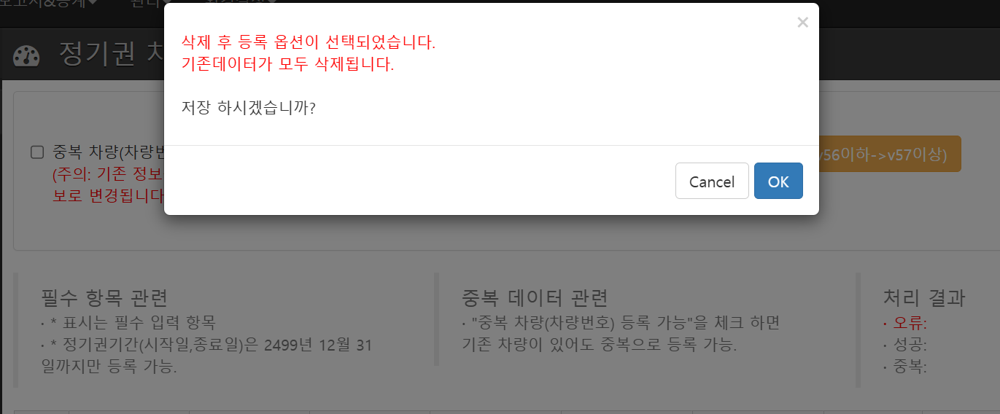 관리
삭제 후 등록 옵션이 선택되었습니다.
기존데이터가 모두 삭제됩니다.
저장 하시겠습니까?
×
Cancel
OK
정기권
중복 차량(차량번
(주의: 기존 정보
보로 변경됩니다
v56이하->v57이상)
필수 항목 관련
· * 표시는 필수 입력 항목
· * 정기권기간(시작일,종료일)은 2499년 12월 31
일까지만 등록 가능.
중복 데이터 관련
· "중복 차량(차량번호) 등록 가능"을 체크 하면
기존 차량이 있어도 중복으로 등록 가능.
처리 결과
· 오류:
· 성공:
· 중복: